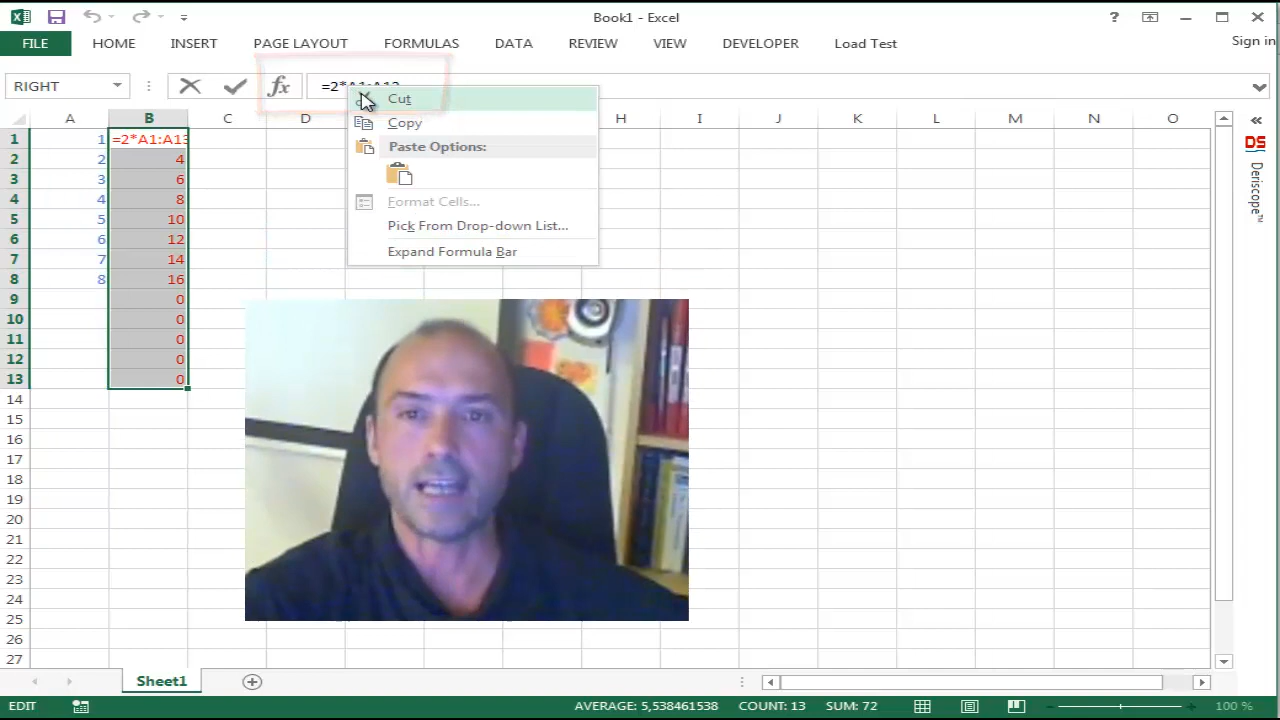 Book1 - Excel
?
FILE HOME INSERT PAGE LAYOUT FORMULAS DATA REVIEW VIEW DEVELOPER Load Test Sign in
RIGHT fx
Cut
Copy
Paste Options:
Format Cells...
Pick From Drop-down List...
Expand Formula Bar
A B C D H I J K L M N O
1 1 =2*A1:A13
2 2 4
3 3 6
4 4 8
5 5 10
6 6 12
7 7 14
8 8 16
9 0
10 0
11 0
12 0
13 0
14
15
16
17
18
19
20
21
22
23
24
25
26
27
DS
Deriscope
Sheet1
EDIT AVERAGE: 5,538461538 COUNT: 13 SUM: 72 100 %